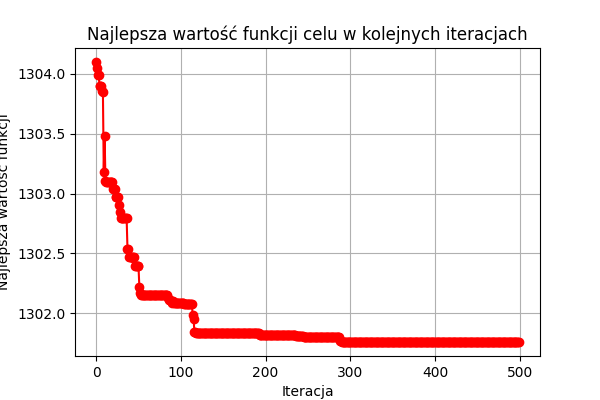 Najlepsza wartość funkcji celu w kolejnych iteracjach
Najlepsza wartość funkcji
1304.0
1303.5
1303.0
1302.5
1302.0
0 100 200 300 400 500
Iteracja